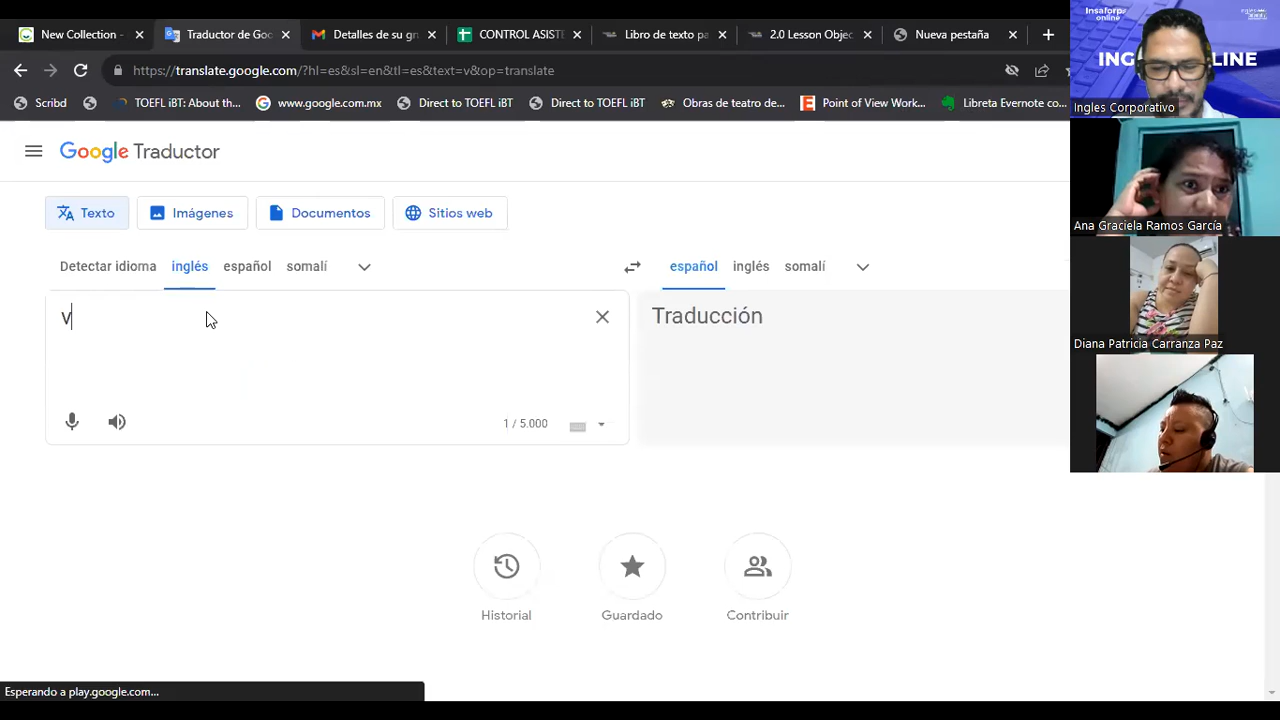 New Collection -
Traductor de Goo
Detalles de su a
CONTROL ASISTE
Libro de texto pa
2.0 Lesson Objec
Nueva pestaña
https://translate.google.com/?hl=es&sl=en&tl=es&text=v&op=translate
Scribd
TOEFL iBT: About th...
www.google.com.m...
Direct to TOEFL iBT
Direct to TOEFL iBT
Obras de teatro de...
Point of View Work...
Libreta Evernote co...
Google Traductor
Texto
Imágenes
Documentos
Sitios web
Detectar idioma
inglés
español
somalí
español
inglés
somalí
v
Traducción
1 / 5.000
Historial
Guardado
Contribuir
Esperando a play.google.com...
Insaforp
online
ING
LINE
Ingles Corporativo
Ana Graciela Ramos García
Diana Patricia Carranza Paz